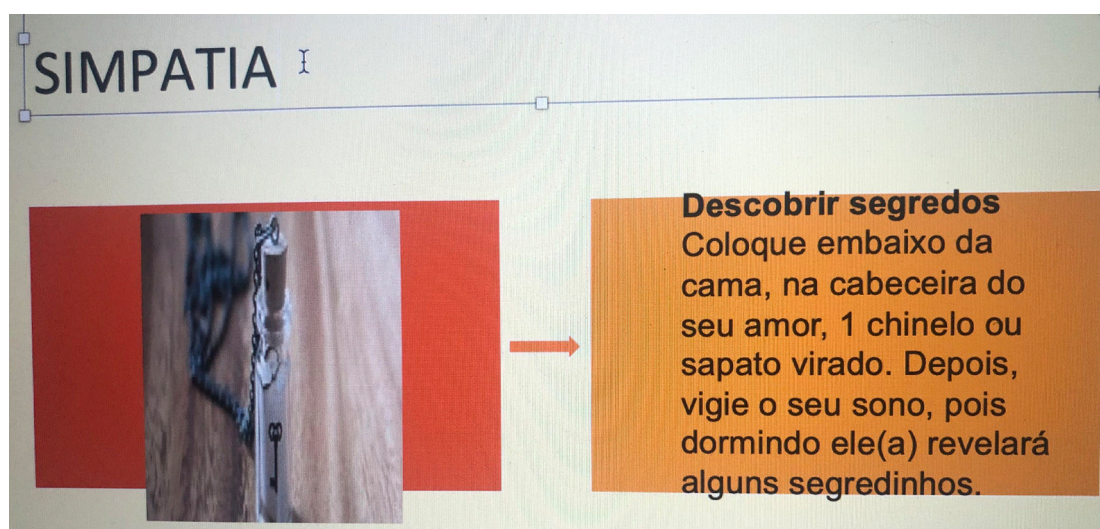 SIMPATIA
Descobrir segredos
Coloque embaixo da
cama, na cabeceira do
seu amor, 1 chinelo ou
sapato virado. Depois,
vigie o seu sono, pois
dormindo ele(a) revelará
alguns segredinhos.